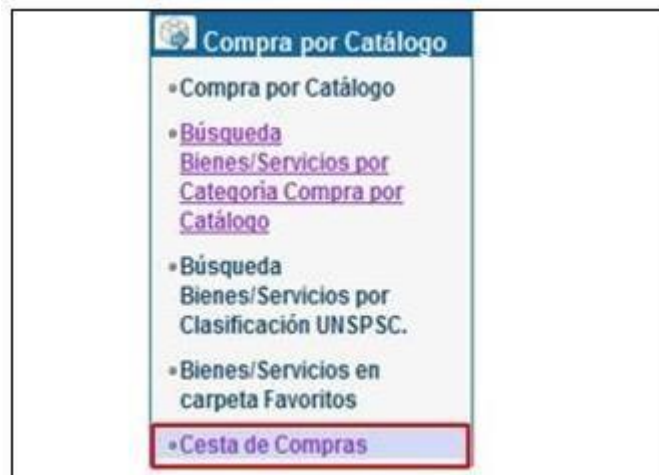 Compra por Catálogo
•Compra por Catálogo
•Búsqueda
Bienes/Servicios por
Categoria Compra por
Catálogo
•Búsqueda
Bienes/Servicios por
Clasificación UNSPSC.
•Bienes/Servicios en
carpeta Favoritos
•Cesta de Compras